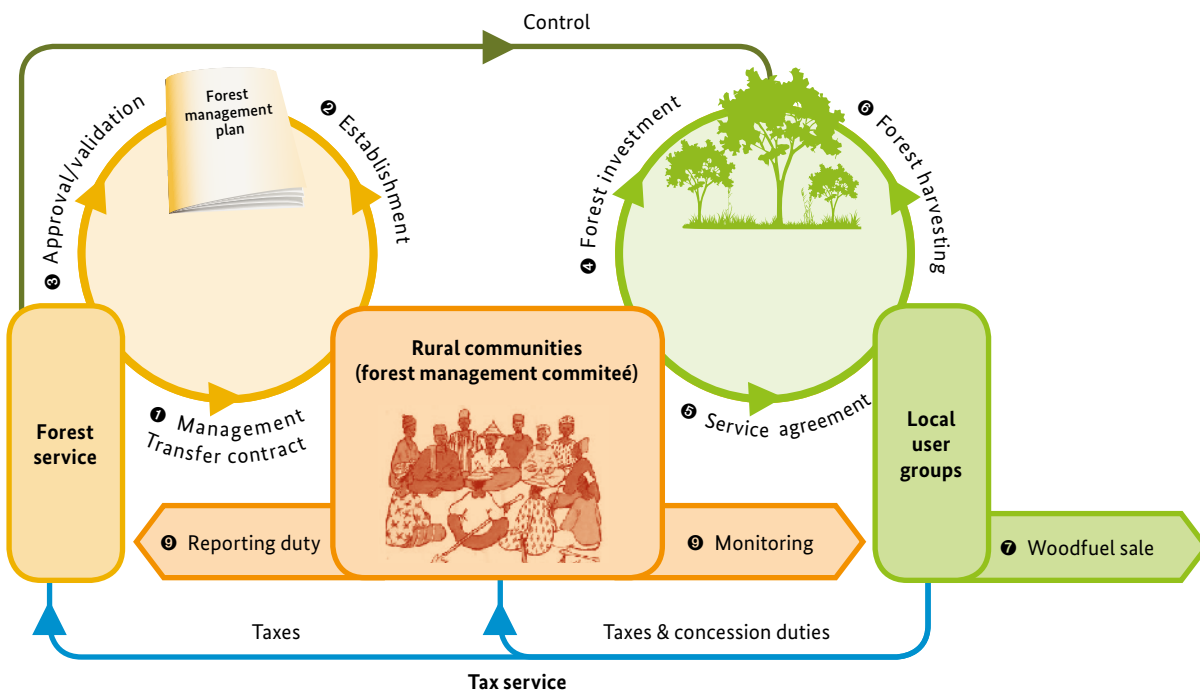 Control
Forest
management
plan
❸ Approval/validation
❷ Establishment
❶ Management
Transfer contract
❹ Forest investment
❻ Forest harvesting
❺ Service agreement
Forest
service
Rural communities
(forest management commiteé)
Local
user
groups
❾ Reporting duty
❾ Monitoring
❼ Woodfuel sale
Taxes
Taxes & concession duties
Tax service